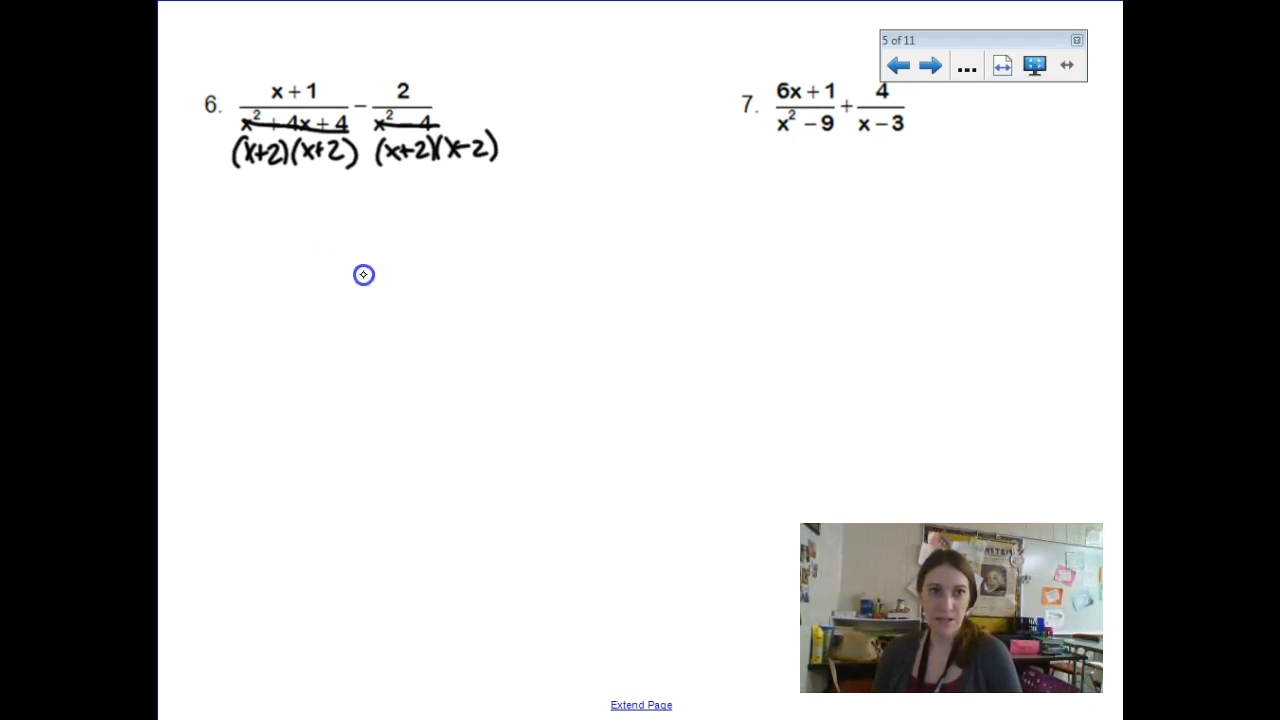 5 of 11
6. x + 1 / x² + 4x + 4 − 2 / x² − 4
(x+2)(x+2) (x+2)(x-2)
7. 6x + 1 / x² − 9 + 4 / x − 3
Extend Page